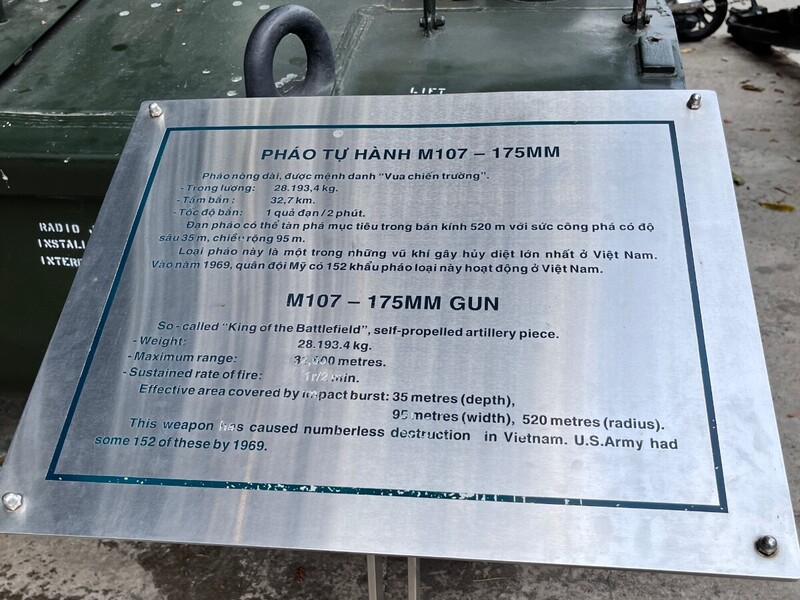 LIFT
RADIO
INSTALL
INTERF
PHÁO TỰ HÀNH M107 – 175MM
Pháo nòng dài, được mệnh danh “Vua chiến trường”.
- Trọng lượng: 28.193,4 kg.
- Tầm bắn : 32,7 km.
- Tốc độ bắn: 1 quả đạn / 2 phút.
Đạn pháo có thể tàn phá mục tiêu trong bán kính 520 m với sức công phá có độ
sâu 35 m, chiều rộng 95 m.
Loại pháo này là một trong những vũ khí gây hủy diệt lớn nhất ở Việt Nam.
Vào năm 1969, quân đội Mỹ có 152 khẩu pháo loại này hoạt động ở Việt Nam.
M107 – 175MM GUN
So - called “King of the Battlefield”, self-propelled artillery piece.
- Weight: 28.193.4 kg.
- Maximum range: metres.
- Sustained rate of fire: 1r/2 min.
Effective area covered by impact burst: 35 metres (depth),
95 metres (width), 520 metres (radius).
This weapon has caused numberless destruction in Vietnam. U.S.Army had
some 152 of these by 1969.